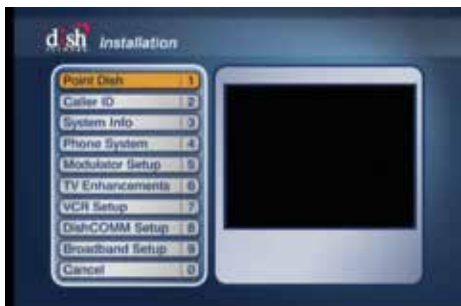 dish Installation
NETWORK
Point Dish 1
Caller ID 2
System Info 3
Phone System 4
Modulator Setup 5
TV Enhancements 6
VCR Setup 7
DishCOMM Setup 8
Broadband Setup 9
Cancel 0